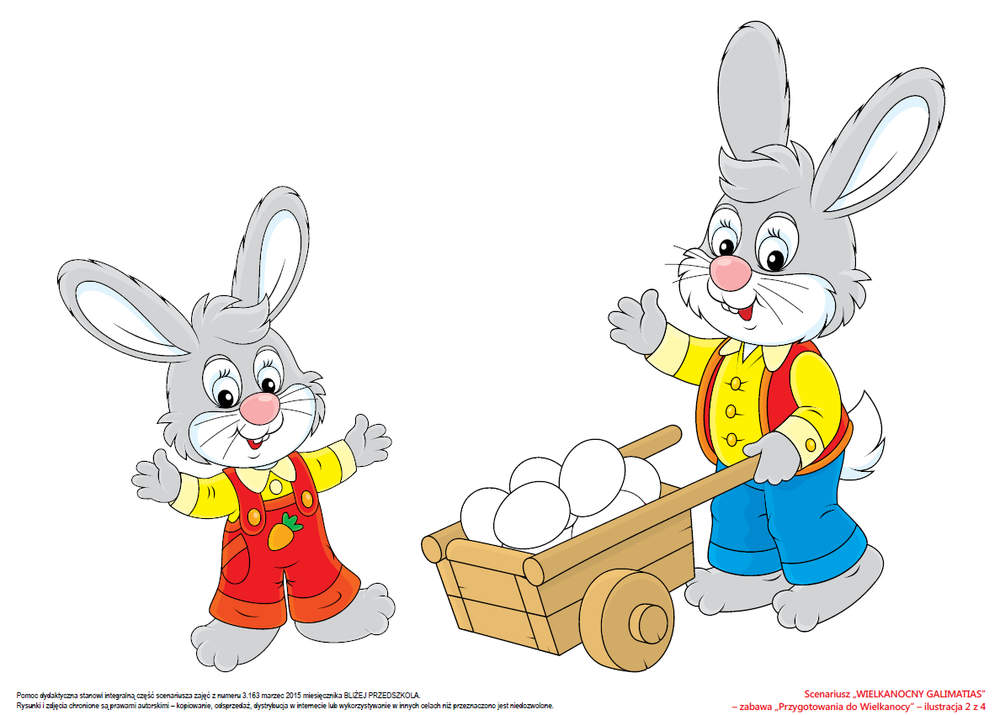 Pomoc dydaktyczna stanowi integralną część scenariusza zajęć z numeru 3.163 marzec 2015 miesięcznika BLIŻEJ PRZEDSZKOLA.
Rysunki i zdjęcia chronione są prawami autorskimi – kopiowanie, odsprzedaż, dystrybucja w internecie lub wykorzystywanie w innych celach niż przeznaczono jest niedozwolone.
Scenariusz „WIELKANOCNY GALIMATIAS”
– zabawa „Przygotowania do Wielkanocy” – ilustracja 2 z 4